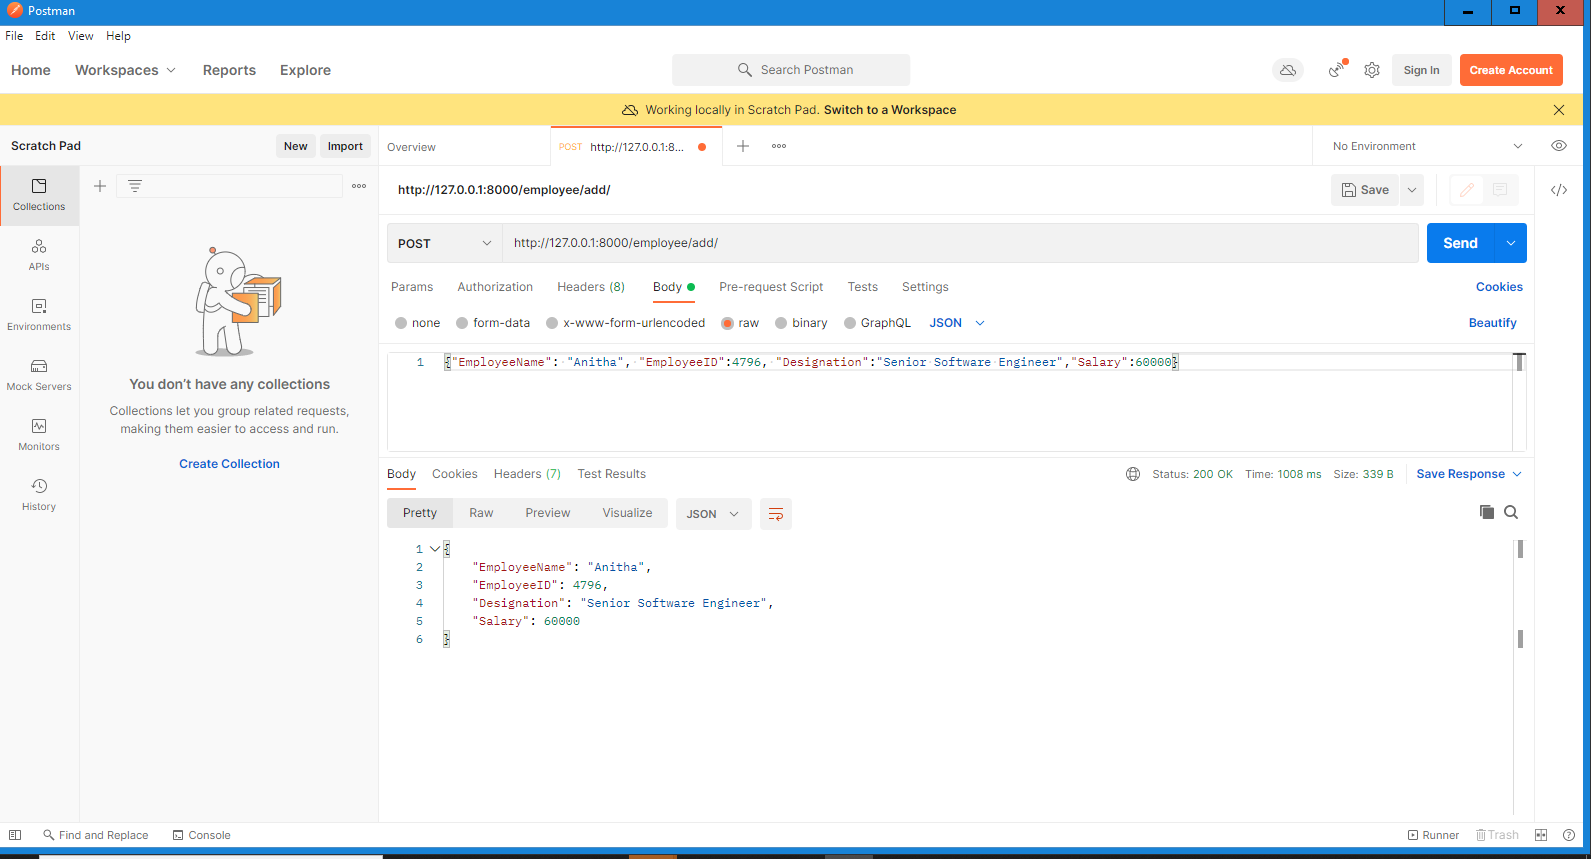 Postman
File Edit View Help
Home Workspaces Reports Explore Search Postman Sign In Create Account
Working locally in Scratch Pad. Switch to a Workspace
Scratch Pad New Import Overview POST http://127.0.0.1:8... No Environment
http://127.0.0.1:8000/employee/add/ Save
Collections
POST http://127.0.0.1:8000/employee/add/ Send
APIs
Params Authorization Headers (8) Body Pre-request Script Tests Settings Cookies
none form-data x-www-form-urlencoded raw binary GraphQL JSON Beautify
Environments
1 {"EmployeeName": "Anitha", "EmployeeID":4796, "Designation":"Senior Software Engineer","Salary":60000}
Mock Servers
You don't have any collections
Collections let you group related requests,
making them easier to access and run.
Create Collection
Monitors
History
Body Cookies Headers (7) Test Results Status: 200 OK Time: 1008 ms Size: 339 B Save Response
Pretty Raw Preview Visualize JSON
1 {
2 "EmployeeName": "Anitha",
3 "EmployeeID": 4796,
4 "Designation": "Senior Software Engineer",
5 "Salary": 60000
6 }
Find and Replace Console Runner Trash